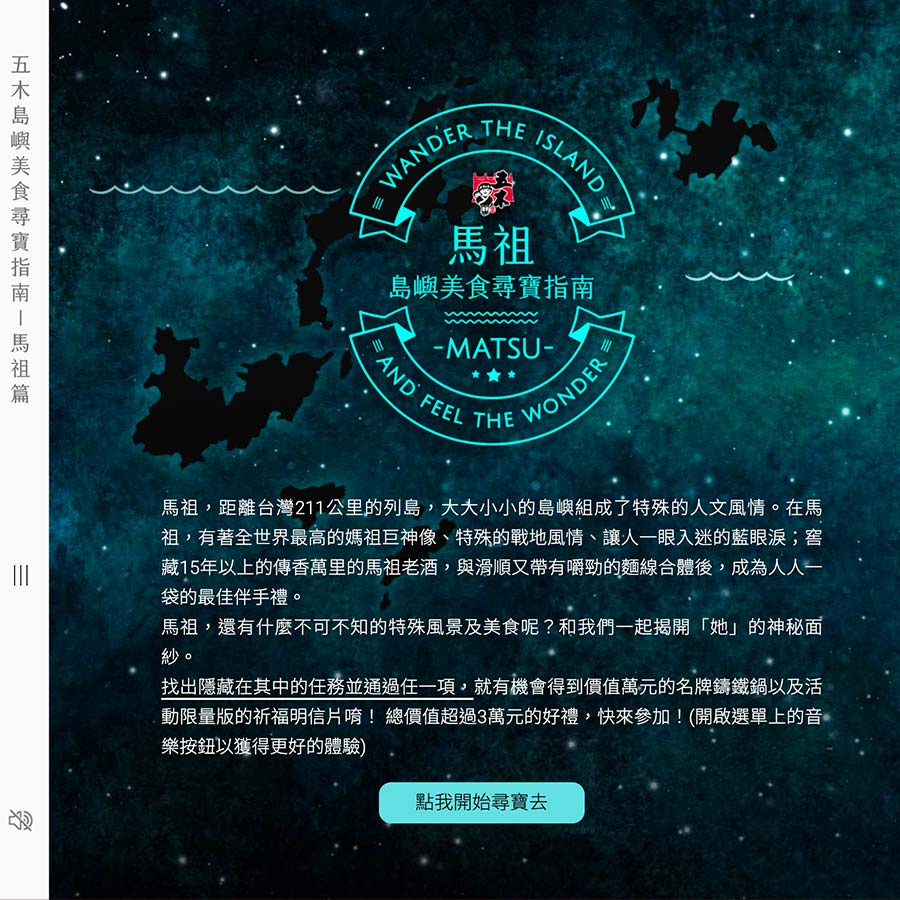 五木島嶼美食尋寶指南｜馬祖篇
WANDER THE ISLAND
馬祖
島嶼美食尋寶指南
-MATSU-
AND FEEL THE WONDER
馬祖，距離台灣211公里的列島，大大小小的島嶼組成了特殊的人文風情。在馬
祖，有著全世界最高的媽祖巨神像、特殊的戰地風情、讓人一眼入迷的藍眼淚；窖
藏15年以上的傳香萬里的馬祖老酒，與滑順又帶有嚼勁的麵線合體後，成為人人一
袋的最佳伴手禮。
馬祖，還有什麼不可不知的特殊風景及美食呢？和我們一起揭開「她」的神秘面
紗。
找出隱藏在其中的任務並通過任一項，就有機會得到價值萬元的名牌鑄鐵鍋以及活
動限量版的祈福明信片唷！ 總價值超過3萬元的好禮，快來參加！(開啟選單上的音
樂按鈕以獲得更好的體驗)
點我開始尋寶去